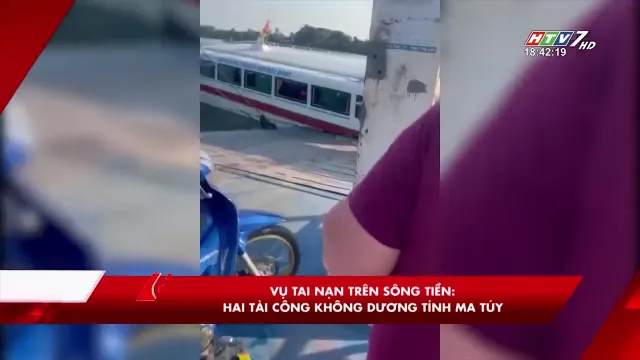 HTV7 HD
18:42:19
VỤ TAI NẠN TRÊN SÔNG TIỀN:
HAI TÀI CÔNG KHÔNG DƯƠNG TÍNH MA TÚY